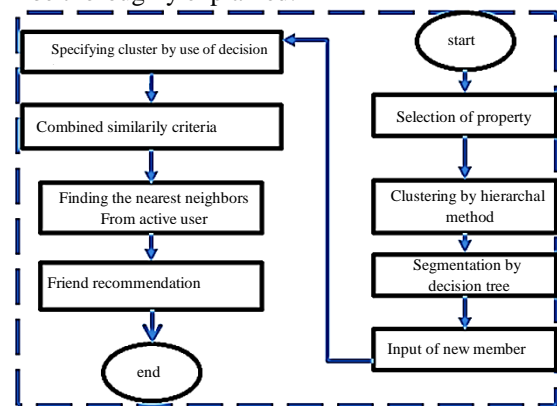 start
Selection of property
Clustering by hierarchal
method
Segmentation by
decision tree
Input of new member
Specifying cluster by use of decision
Combined similarily criteria
Finding the nearest neighbors
From active user
Friend recommendation
end